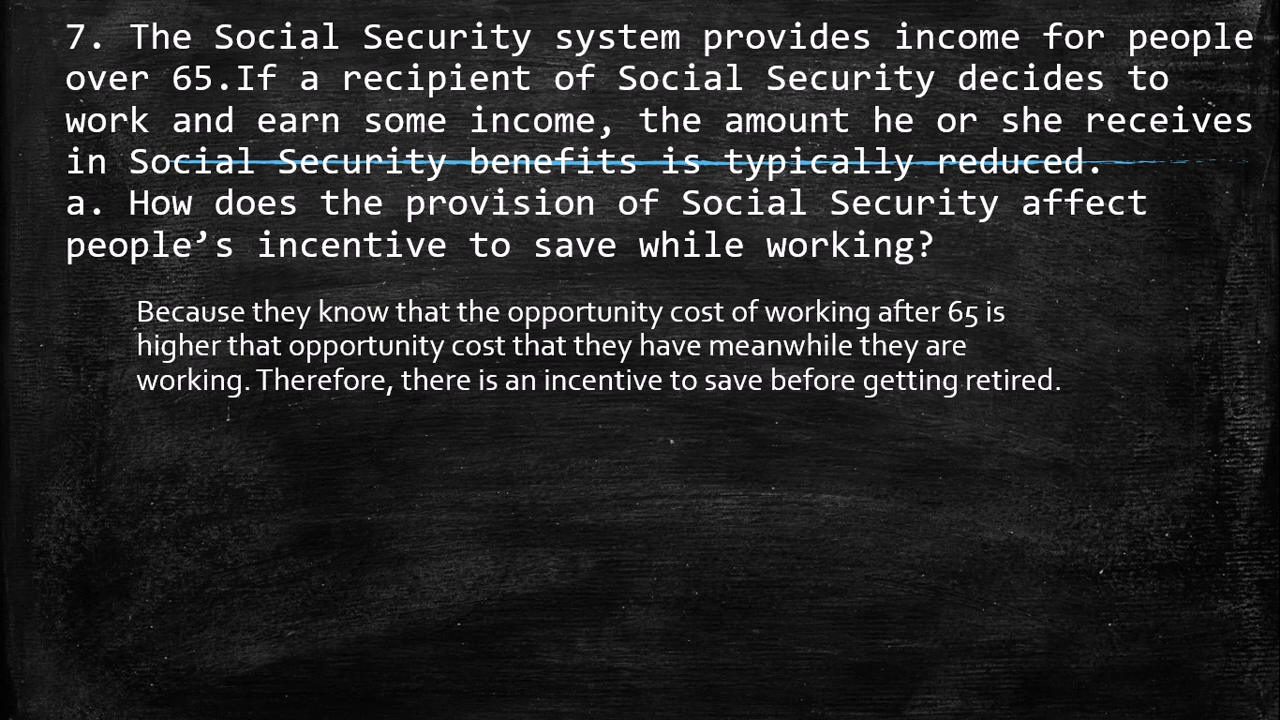 7. The Social Security system provides income for people
over 65.If a recipient of Social Security decides to
work and earn some income, the amount he or she receives
in Social Security benefits is typically reduced.
a. How does the provision of Social Security affect
people’s incentive to save while working?
Because they know that the opportunity cost of working after 65 is
higher that opportunity cost that they have meanwhile they are
working. Therefore, there is an incentive to save before getting retired.